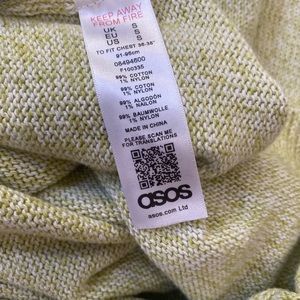 KEEP AWAY
FROM FIRE
UK S
EU S
US S
TO FIT CHEST 36-38"
91-96cm
08494600
F100335
99% COTTON
1% NYLON
99% COTON
1% NYLON
99% ALGODÓN
1% NAILON
99% BAUMWOLLE
1% NYLON
MADE IN CHINA
PLEASE SCAN ME
FOR TRANSLATIONS
asos
asos.com Ltd